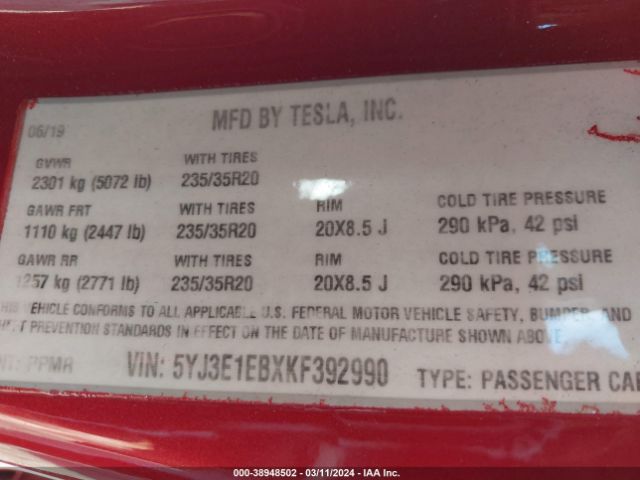 MFD BY TESLA, INC.
06/19
GVWR WITH TIRES
2301 kg (5072 lb) 235/35R20
GAWR FRT WITH TIRES RIM COLD TIRE PRESSURE
1110 kg (2447 lb) 235/35R20 20X8.5 J 290 kPa, 42 psi
GAWR RR WITH TIRES RIM COLD TIRE PRESSURE
1257 kg (2771 lb) 235/35R20 20X8.5 J 290 kPa, 42 psi
THIS VEHICLE CONFORMS TO ALL APPLICABLE U.S. FEDERAL MOTOR VEHICLE SAFETY, BUMPER, AND
THEFT PREVENTION STANDARDS IN EFFECT ON THE DATE OF MANUFACTURE SHOWN ABOVE.
PPMR VIN: 5YJ3E1EBXKF392990 TYPE: PASSENGER CAR
000-38948502 / 03/11/2024 - IAA Inc.